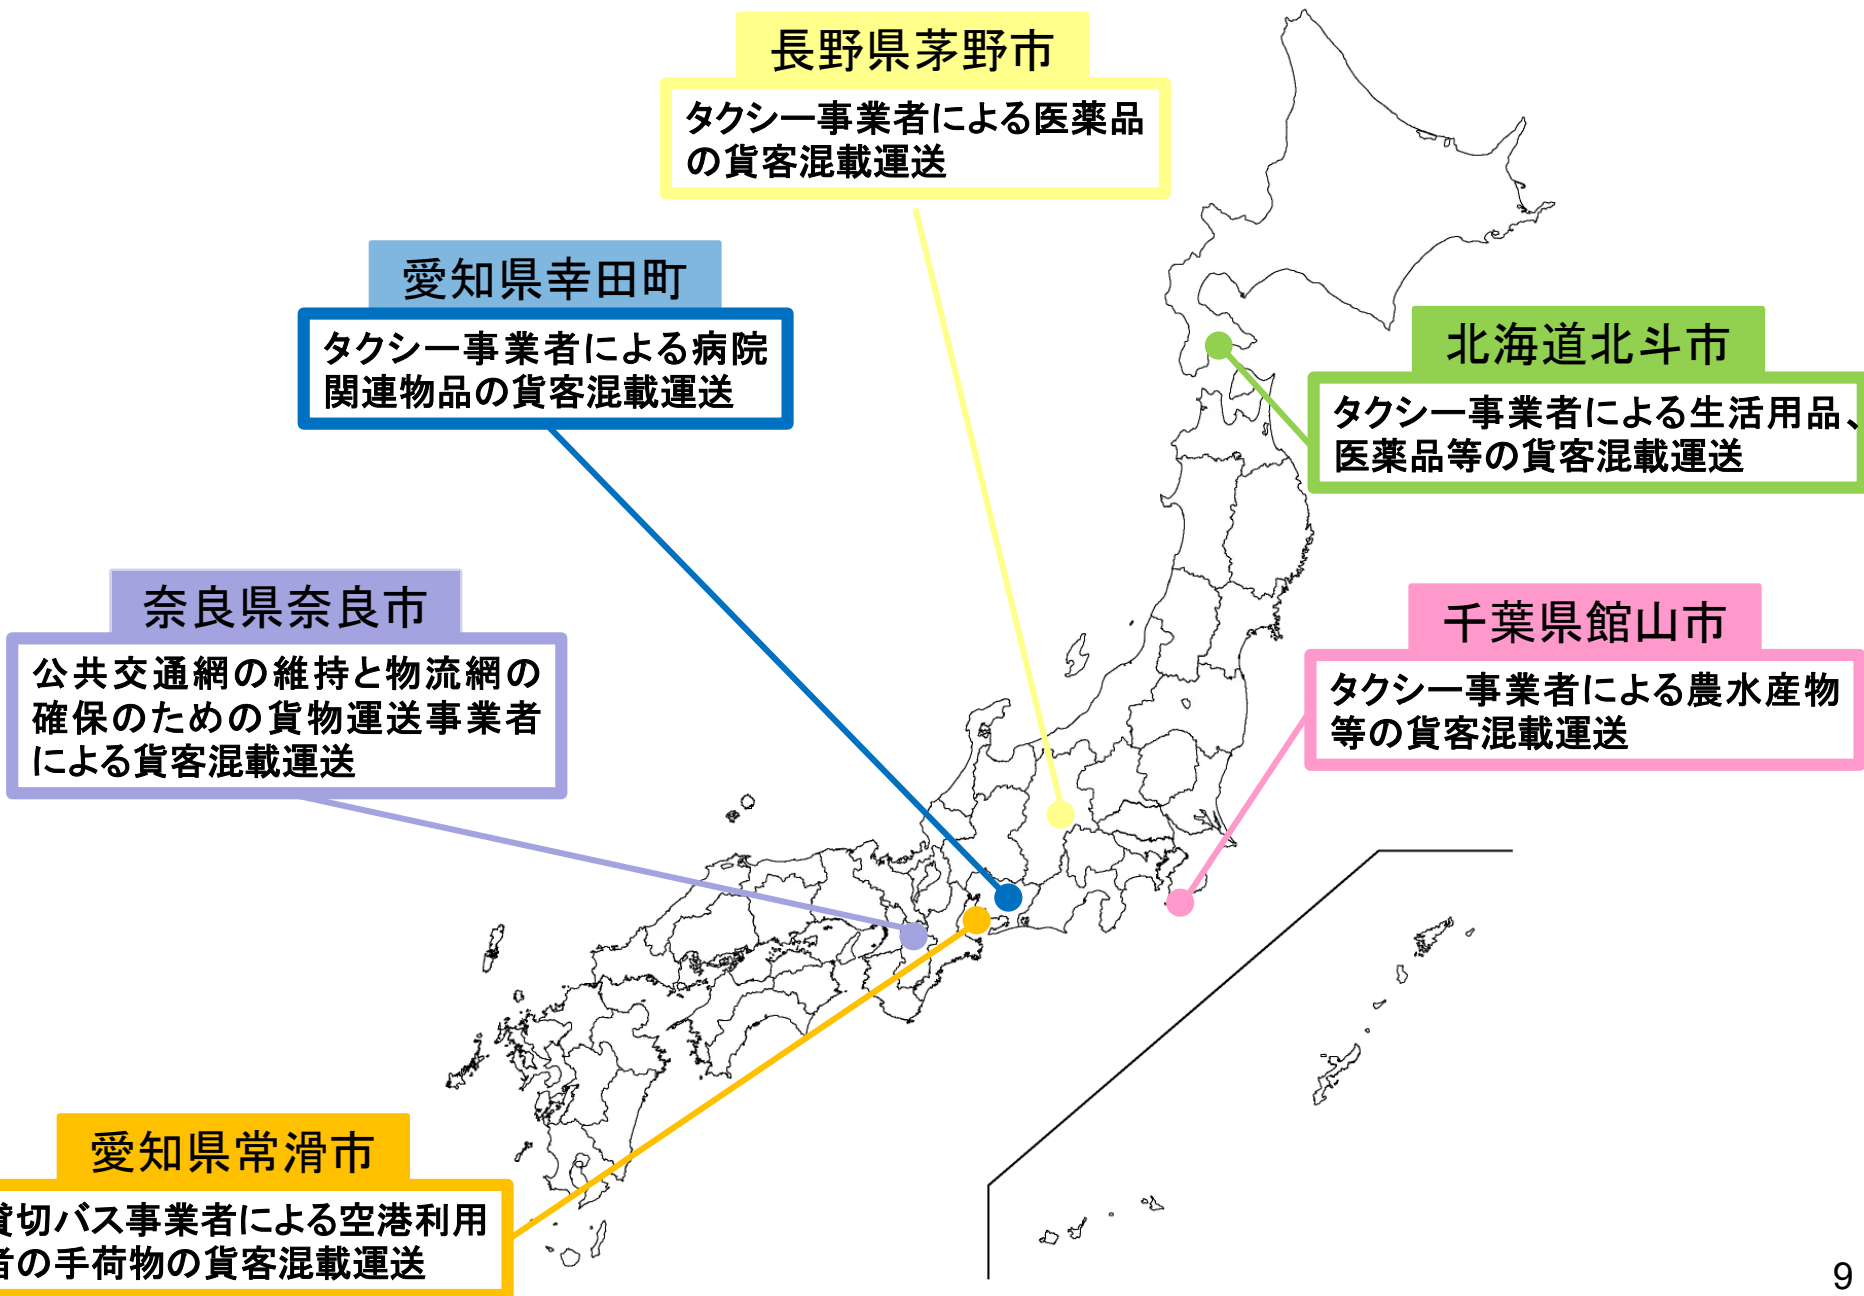 長野県茅野市
タクシー事業者による医薬品
の貨客混載運送
愛知県幸田町
タクシー事業者による病院
関連物品の貨客混載運送
北海道北斗市
タクシー事業者による生活用品、
医薬品等の貨客混載運送
奈良県奈良市
公共交通網の維持と物流網の
確保のための貨物運送事業者
による貨客混載運送
千葉県館山市
タクシー事業者による農水産物
等の貨客混載運送
愛知県常滑市
貸切バス事業者による空港利用
者の手荷物の貨客混載運送
9